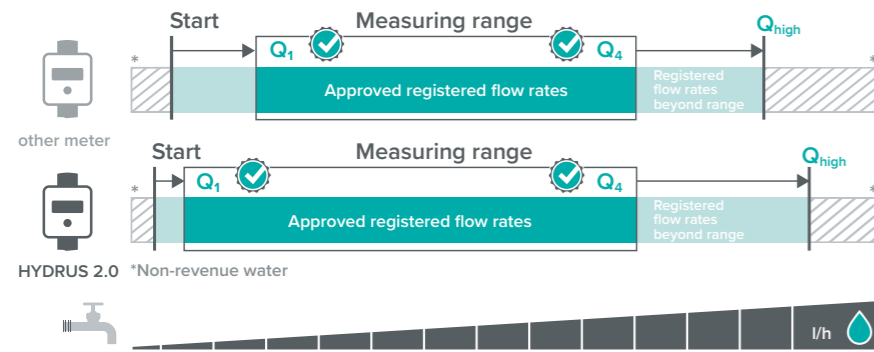 Start
Measuring range
Q1
Q4
Qhigh
*
*
Approved registered flow rates
Registered
flow rates
beyond range
other meter
Start
Measuring range
Q1
Q4
Qhigh
*
*
Approved registered flow rates
Registered
flow rates
beyond range
HYDRUS 2.0
*Non-revenue water
l/h